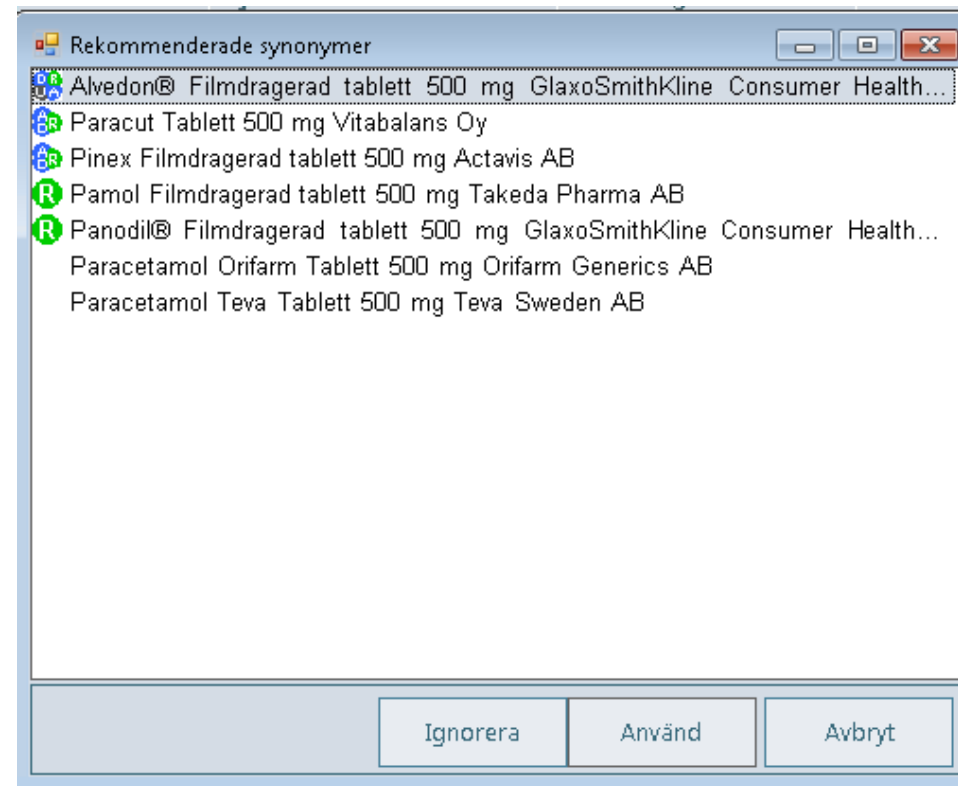 Rekommenderade synonymer
Alvedon® Filmdragerad tablett 500 mg GlaxoSmithKline Consumer Health...
Paracut Tablett 500 mg Vitabalans Oy
Pinex Filmdragerad tablett 500 mg Actavis AB
R Pamol Filmdragerad tablett 500 mg Takeda Pharma AB
R Panodil® Filmdragerad tablett 500 mg GlaxoSmithKline Consumer Health...
Paracetamol Orifarm Tablett 500 mg Orifarm Generics AB
Paracetamol Teva Tablett 500 mg Teva Sweden AB
Ignorera Använd Avbryt